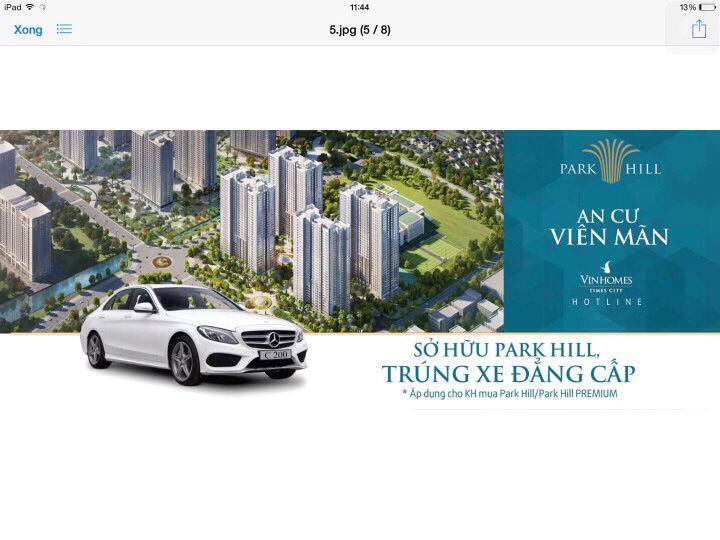 iPad
11:44
13%
Xong
5.jpg (5 / 8)
PARK HILL
AN CƯ
VIÊN MÃN
VINHOMES
TIMES CITY
HOTLINE
C 200
SỞ HỮU PARK HILL,
TRÚNG XE ĐẲNG CẤP
* Áp dụng cho KH mua Park Hill/Park Hill PREMIUM